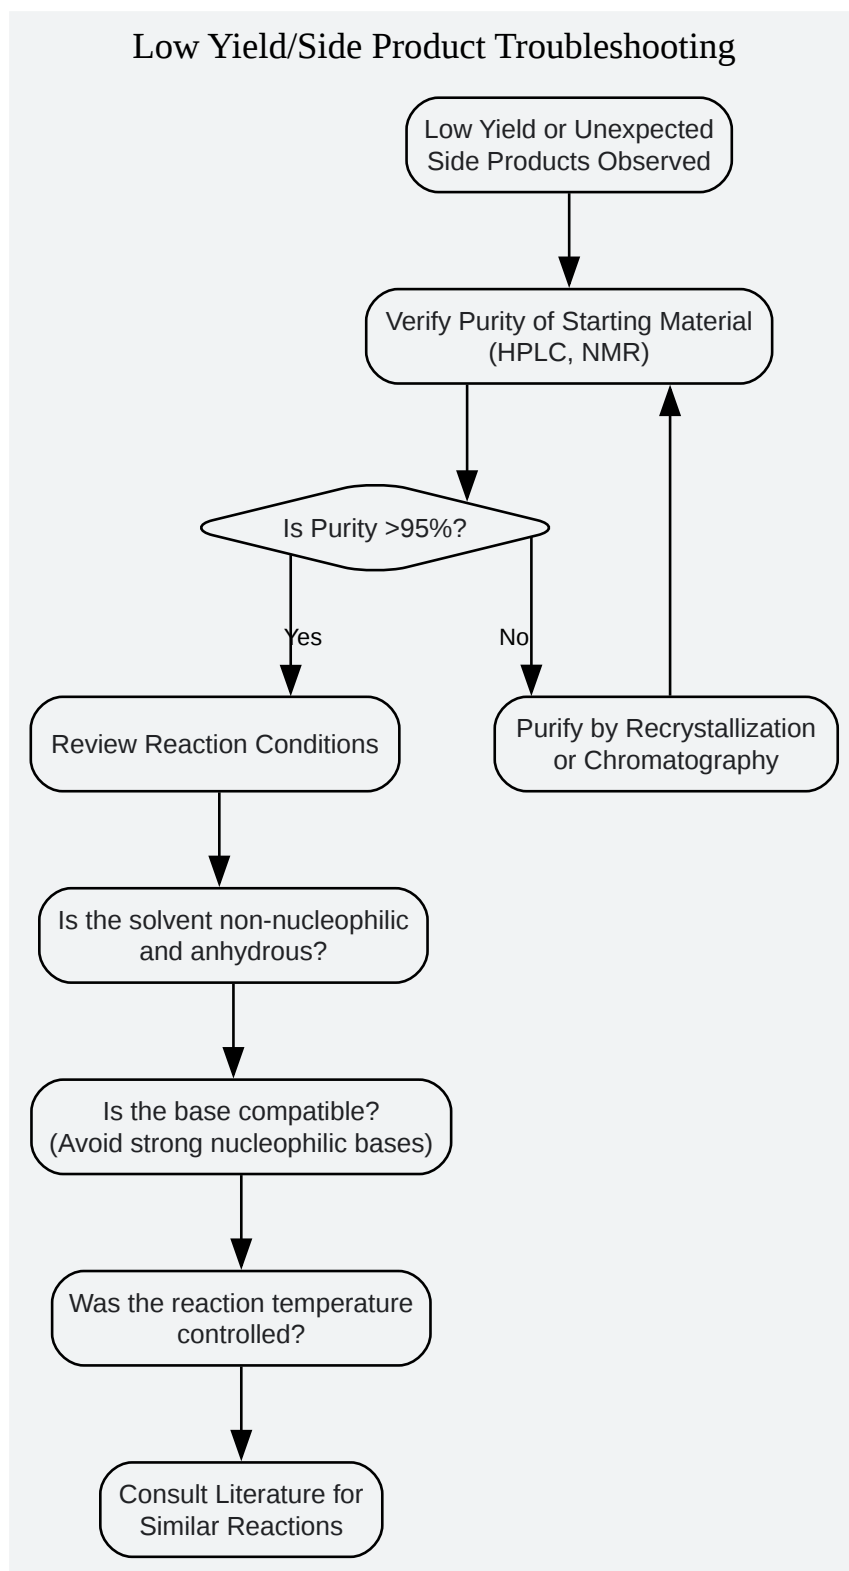 Low Yield/Side Product Troubleshooting
Low Yield or Unexpected
Side Products Observed
Verify Purity of Starting Material
(HPLC, NMR)
Is Purity >95%?
Yes
No
Review Reaction Conditions
Purify by Recrystallization
or Chromatography
Is the solvent non-nucleophilic
and anhydrous?
Is the base compatible?
(Avoid strong nucleophilic bases)
Was the reaction temperature
controlled?
Consult Literature for
Similar Reactions